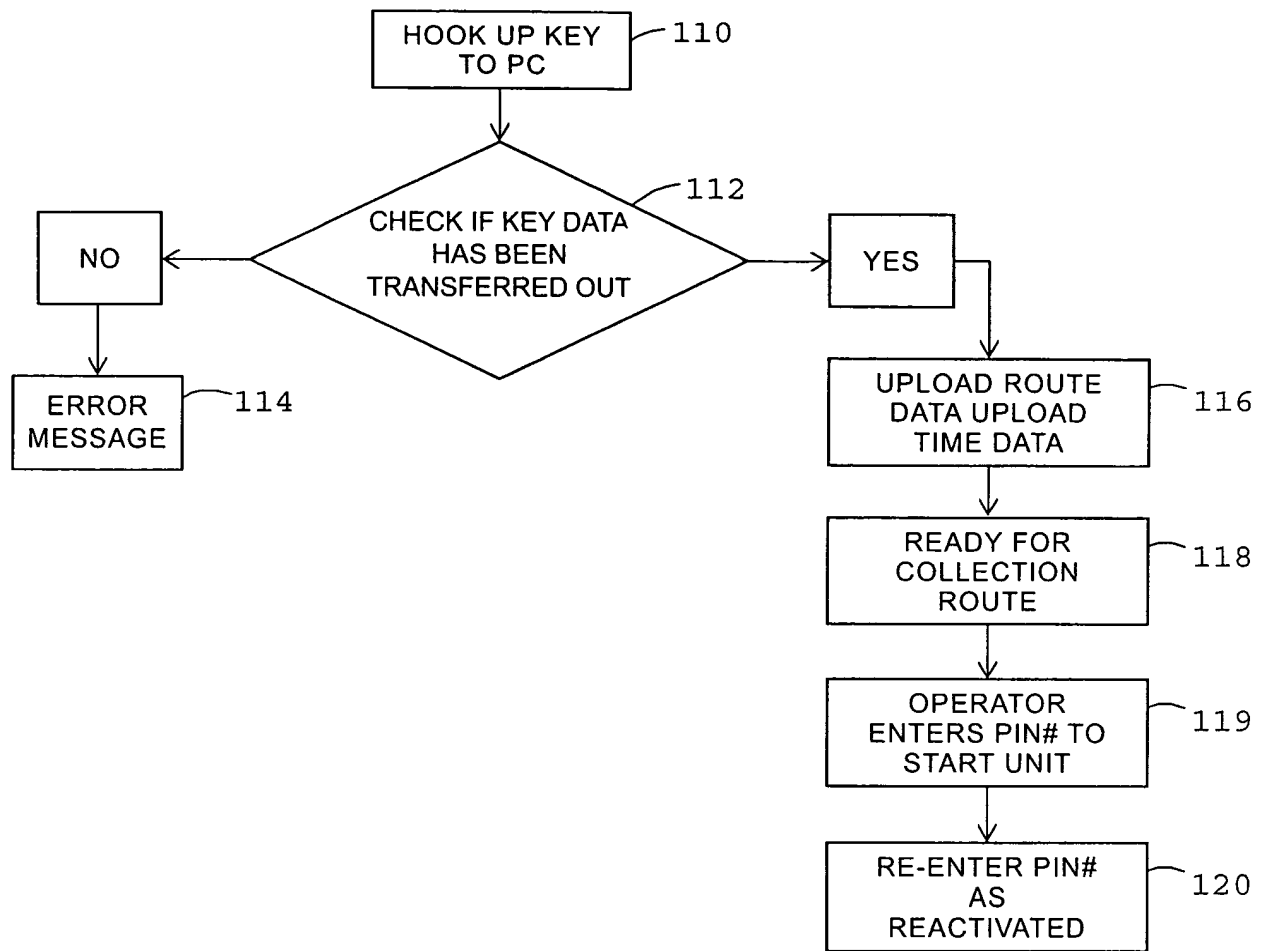 HOOK UP KEY
TO PC
110
112
CHECK IF KEY DATA
HAS BEEN
TRANSFERRED OUT
NO
YES
ERROR
MESSAGE
114
UPLOAD ROUTE
DATA UPLOAD
TIME DATA
116
READY FOR
COLLECTION
ROUTE
118
OPERATOR
ENTERS PIN# TO
START UNIT
119
RE-ENTER PIN#
AS
REACTIVATED
120